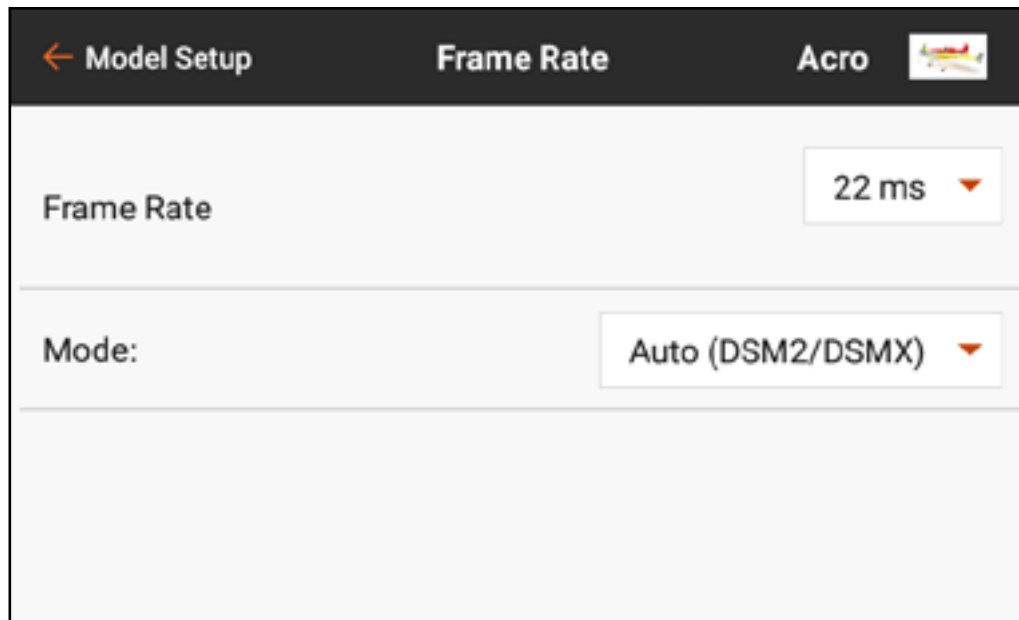 ← Model Setup Frame Rate Acro
Frame Rate 22 ms
Mode: Auto (DSM2/DSMX)